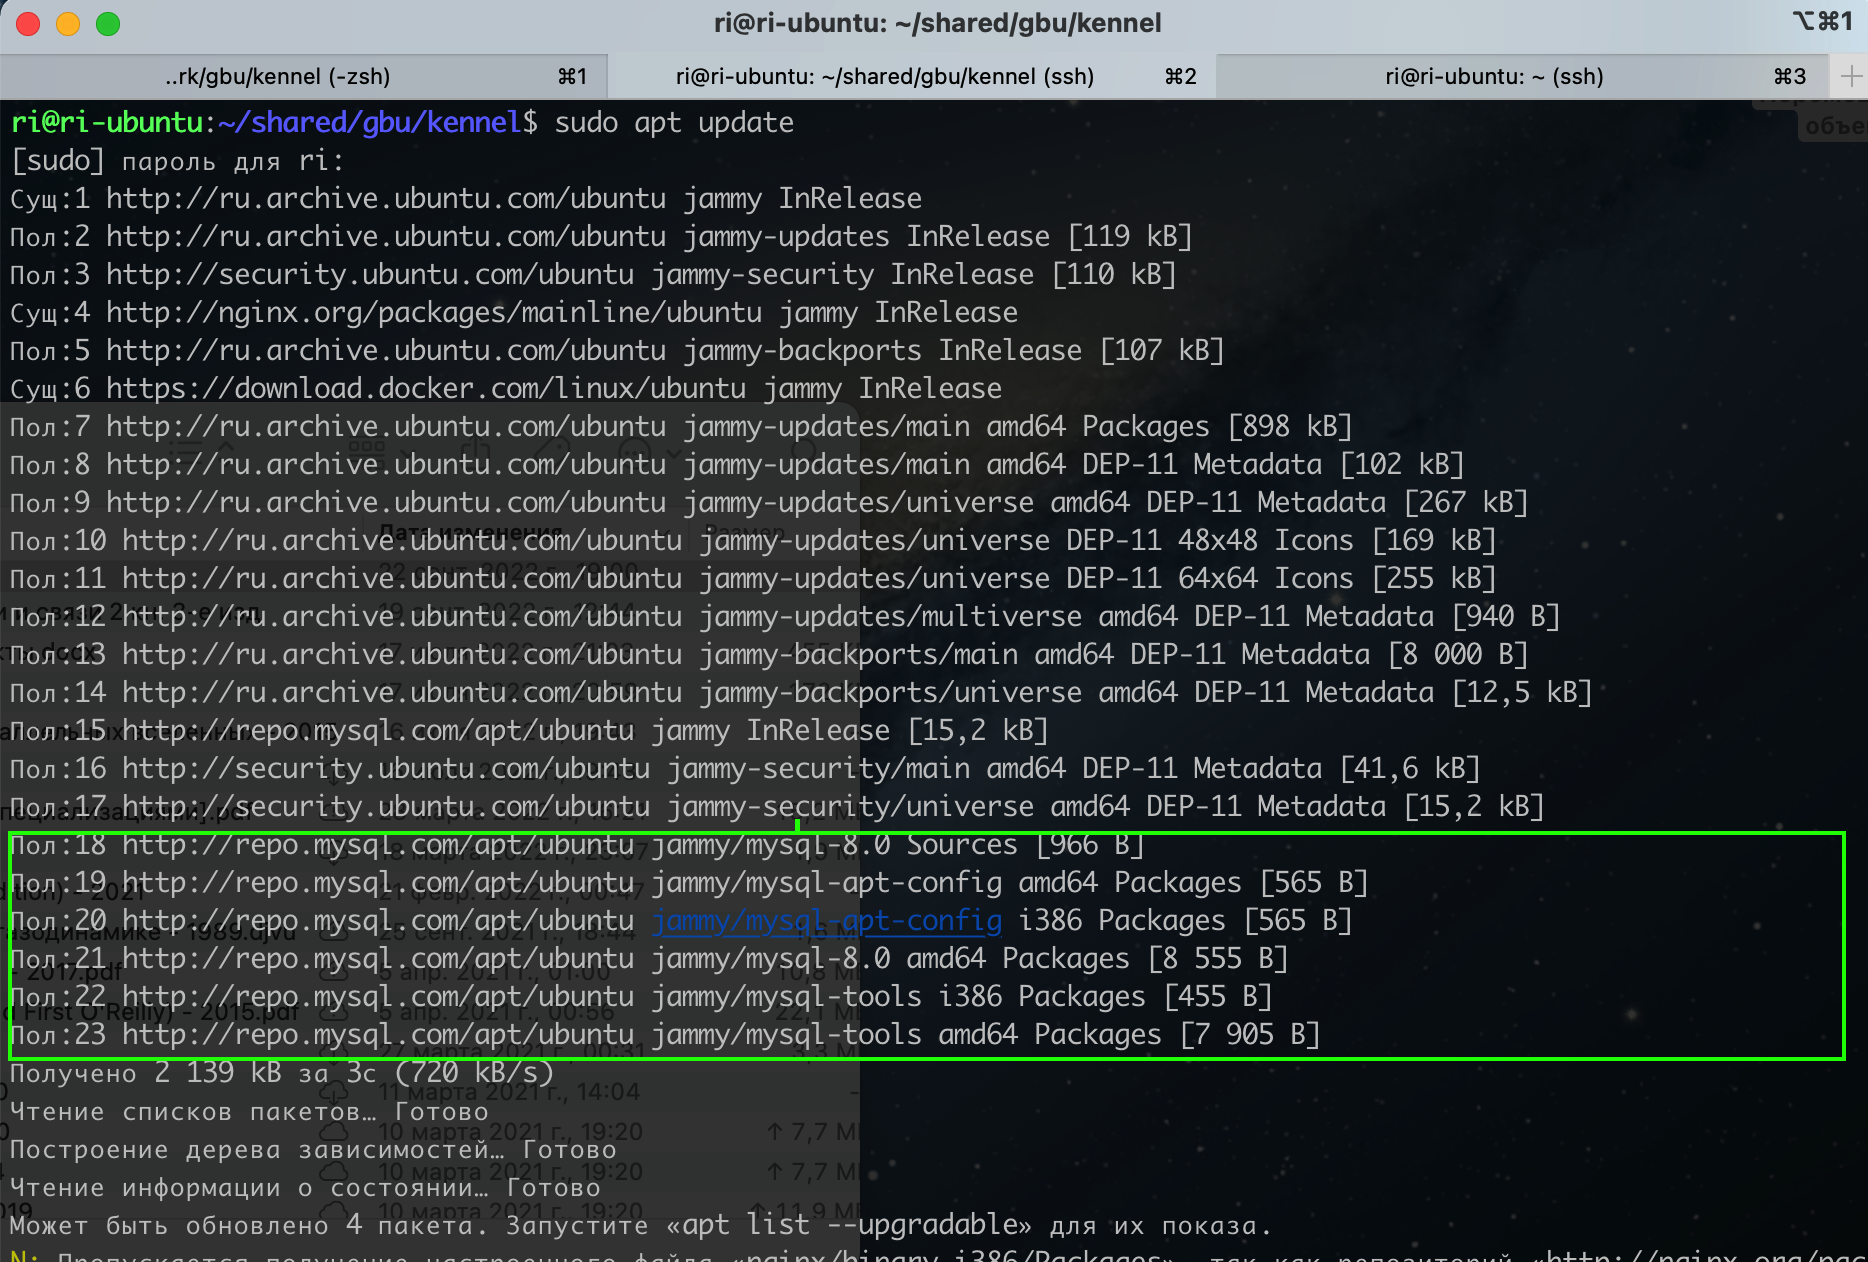 ri@ri-ubuntu: ~/shared/gbu/kennel
⌥⌘1
..rk/gbu/kennel (-zsh) ⌘1
ri@ri-ubuntu: ~/shared/gbu/kennel (ssh) ⌘2
ri@ri-ubuntu: ~ (ssh) ⌘3
ri@ri-ubuntu:~/shared/gbu/kennel$ sudo apt update
объе
[sudo] пароль для ri:
Сущ:1 http://ru.archive.ubuntu.com/ubuntu jammy InRelease
Пол:2 http://ru.archive.ubuntu.com/ubuntu jammy-updates InRelease [119 kB]
Пол:3 http://security.ubuntu.com/ubuntu jammy-security InRelease [110 kB]
Сущ:4 http://nginx.org/packages/mainline/ubuntu jammy InRelease
Пол:5 http://ru.archive.ubuntu.com/ubuntu jammy-backports InRelease [107 kB]
Сущ:6 https://download.docker.com/linux/ubuntu jammy InRelease
Пол:7 http://ru.archive.ubuntu.com/ubuntu jammy-updates/main amd64 Packages [898 kB]
Пол:8 http://ru.archive.ubuntu.com/ubuntu jammy-updates/main amd64 DEP-11 Metadata [102 kB]
Пол:9 http://ru.archive.ubuntu.com/ubuntu jammy-updates/universe amd64 DEP-11 Metadata [267 kB]
Пол:10 http://ru.archive.ubuntu.com/ubuntu jammy-updates/universe DEP-11 48x48 Icons [169 kB]
Пол:11 http://ru.archive.ubuntu.com/ubuntu jammy-updates/universe DEP-11 64x64 Icons [255 kB]
Пол:12 http://ru.archive.ubuntu.com/ubuntu jammy-updates/multiverse amd64 DEP-11 Metadata [940 B]
Пол:13 http://ru.archive.ubuntu.com/ubuntu jammy-backports/main amd64 DEP-11 Metadata [8 000 B]
Пол:14 http://ru.archive.ubuntu.com/ubuntu jammy-backports/universe amd64 DEP-11 Metadata [12,5 kB]
Пол:15 http://repo.mysql.com/apt/ubuntu jammy InRelease [15,2 kB]
Пол:16 http://security.ubuntu.com/ubuntu jammy-security/main amd64 DEP-11 Metadata [41,6 kB]
Пол:17 http://security.ubuntu.com/ubuntu jammy-security/universe amd64 DEP-11 Metadata [15,2 kB]
Пол:18 http://repo.mysql.com/apt/ubuntu jammy/mysql-8.0 Sources [966 B]
Пол:19 http://repo.mysql.com/apt/ubuntu jammy/mysql-apt-config amd64 Packages [565 B]
Пол:20 http://repo.mysql.com/apt/ubuntu jammy/mysql-apt-config i386 Packages [565 B]
Пол:21 http://repo.mysql.com/apt/ubuntu jammy/mysql-8.0 amd64 Packages [8 555 B]
Пол:22 http://repo.mysql.com/apt/ubuntu jammy/mysql-tools i386 Packages [455 B]
Пол:23 http://repo.mysql.com/apt/ubuntu jammy/mysql-tools amd64 Packages [7 905 B]
Получено 2 139 kB за 3с (720 kB/s)
11 марта 2021 г., 14:04
Чтение списков пакетов… Готово
10 марта 2021 г., 19:20 ↑ 7,7
Построение дерева зависимостей… Готово
10 марта 2021 г., 19:20 ↑ 7,7
Чтение информации о состоянии… Готово
Может быть обновлено 4 пакета. Запустите «apt list --upgradable» для их показа.
N: Пропускается получение настроенного файла «nginx/binary-i386/Packages», так как репозиторий «http://nginx.org/pac